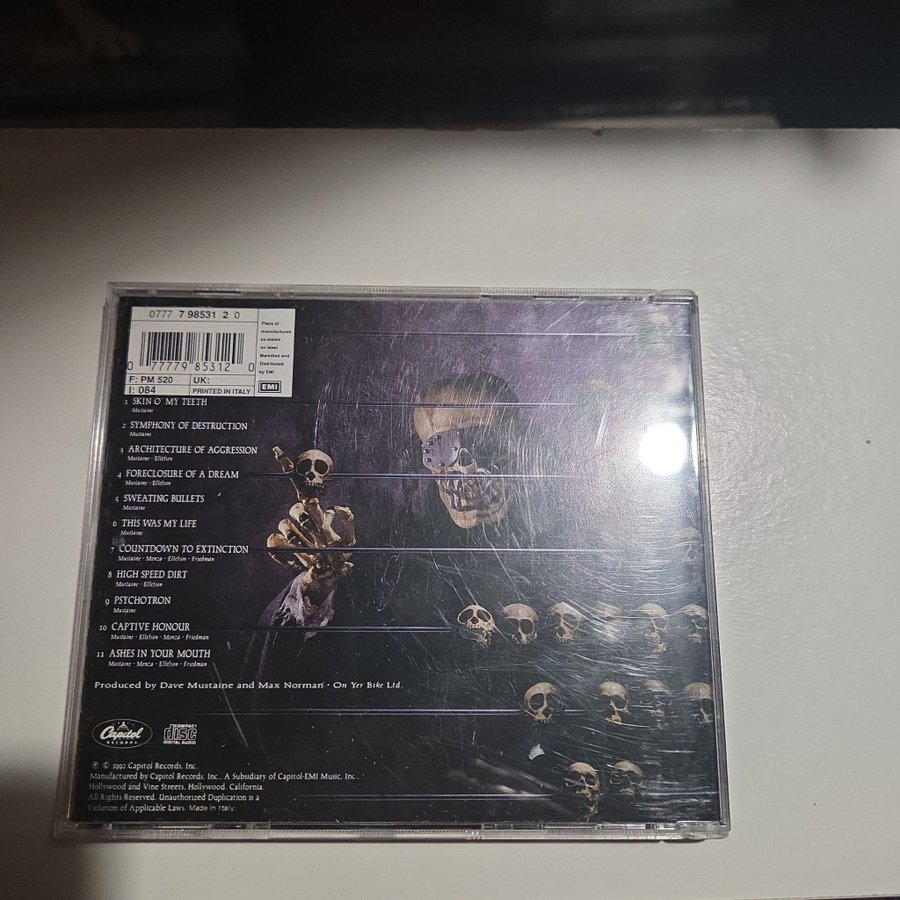 0777 7 98531 2 0
Place of
manufactured
as stated
on label.
Marketed and
Distributed
by EMI
0 77779 85312 0
F: PM 520
UK:
I: 084
PRINTED IN ITALY
EMI
1 SKIN O' MY TEETH
Mustaine
2 SYMPHONY OF DESTRUCTION
Mustaine
3 ARCHITECTURE OF AGGRESSION
Mustaine · Ellefson
4 FORECLOSURE OF A DREAM
Mustaine · Ellefson
5 SWEATING BULLETS
Mustaine
6 THIS WAS MY LIFE
Mustaine
7 COUNTDOWN TO EXTINCTION
Mustaine · Menza · Ellefson · Friedman
8 HIGH SPEED DIRT
Mustaine · Ellefson
9 PSYCHOTRON
Mustaine
10 CAPTIVE HONOUR
Mustaine · Ellefson · Menza · Friedman
11 ASHES IN YOUR MOUTH
Mustaine · Menza · Ellefson · Friedman
Produced by Dave Mustaine and Max Norman · On Yer Bike Ltd.
Capitol
RECORDS
COMPACT
disc
DIGITAL AUDIO
℗ © 1992 Capitol Records, Inc.
Manufactured by Capitol Records, Inc., A Subsidiary of Capitol-EMI Music, Inc.,
Hollywood and Vine Streets, Hollywood, California.
All Rights Reserved. Unauthorized Duplication is a
Violation of Applicable Laws. Made in Italy.